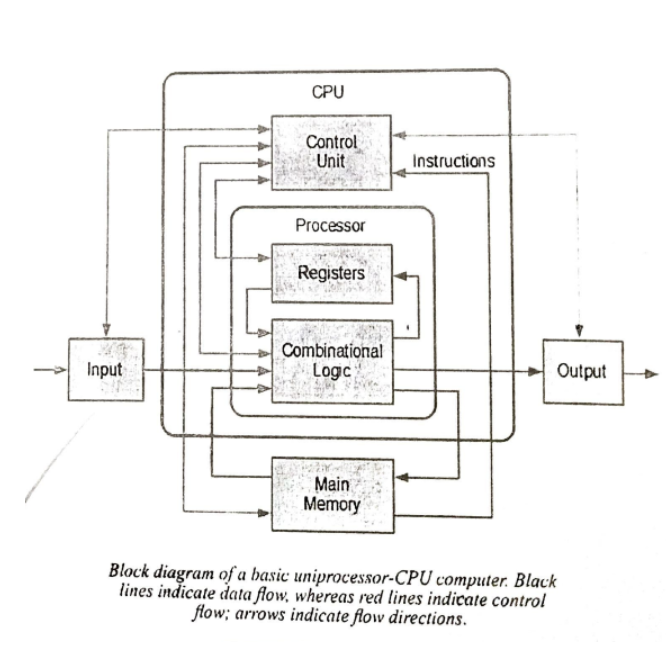 CPU
Control
Unit
Instructions
Processor
Registers
Combinational
Logic
Input
Output
Main
Memory
Block diagram of a basic uniprocessor-CPU computer. Black
lines indicate data flow, whereas red lines indicate control
flow; arrows indicate flow directions.